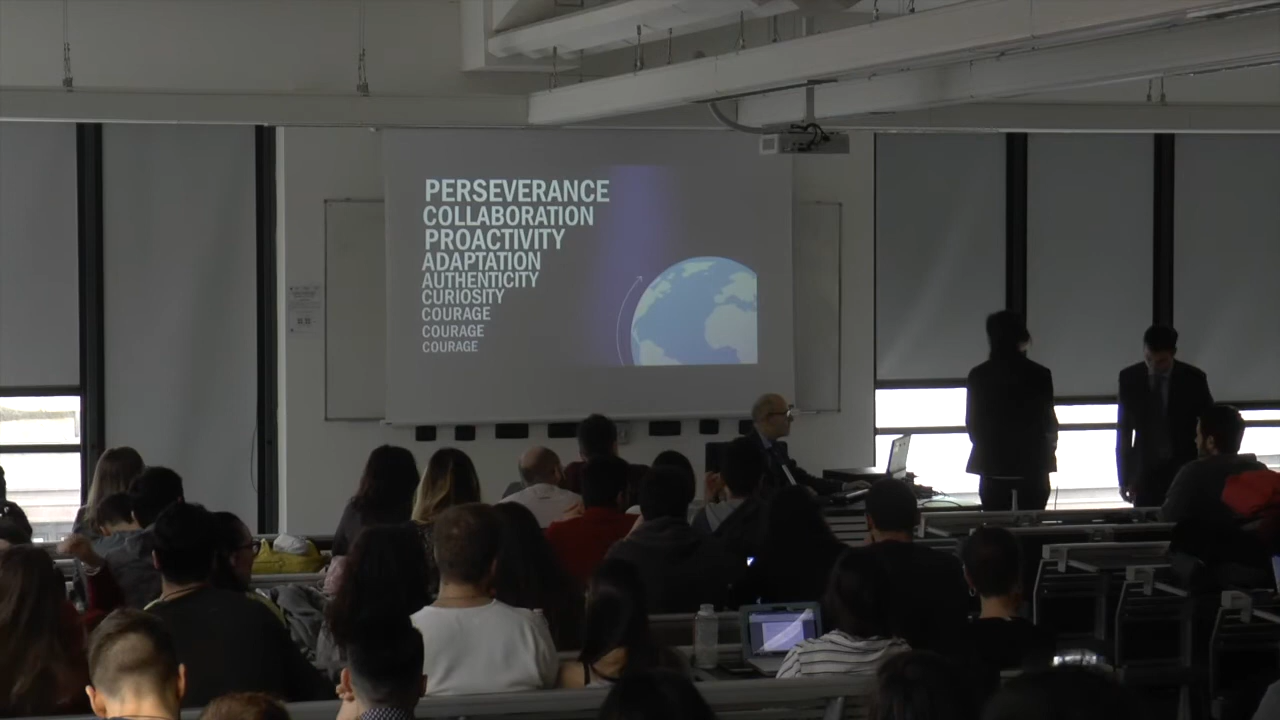 PERSEVERANCE
COLLABORATION
PROACTIVITY
ADAPTATION
AUTHENTICITY
CURIOSITY
COURAGE
COURAGE
COURAGE